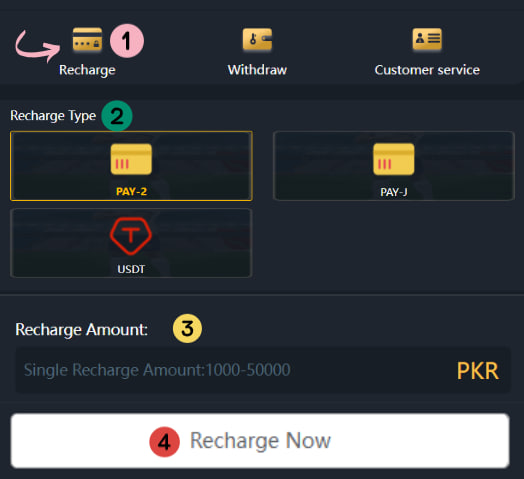 1
Recharge Withdraw Customer service
Recharge Type 2
PAY-2 PAY-J
T
USDT
Recharge Amount: 3
Single Recharge Amount:1000-50000 PKR
4 Recharge Now